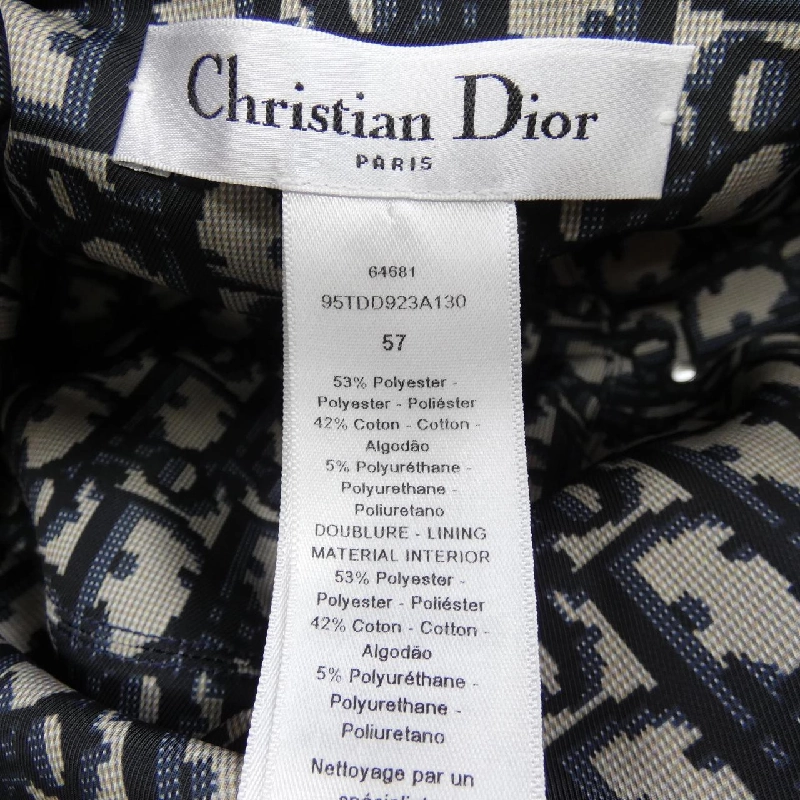 Christian Dior
PARIS
64681
95TDD923A130
57
53% Polyester -
Polyester - Poliéster
42% Coton - Cotton -
Algodão
5% Polyuréthane -
Polyurethane -
Poliuretano
DOUBLURE - LINING
MATERIAL INTERIOR
53% Polyester -
Polyester - Poliéster
42% Coton - Cotton -
Algodão
5% Polyuréthane -
Polyurethane -
Poliuretano
Nettoyage par un